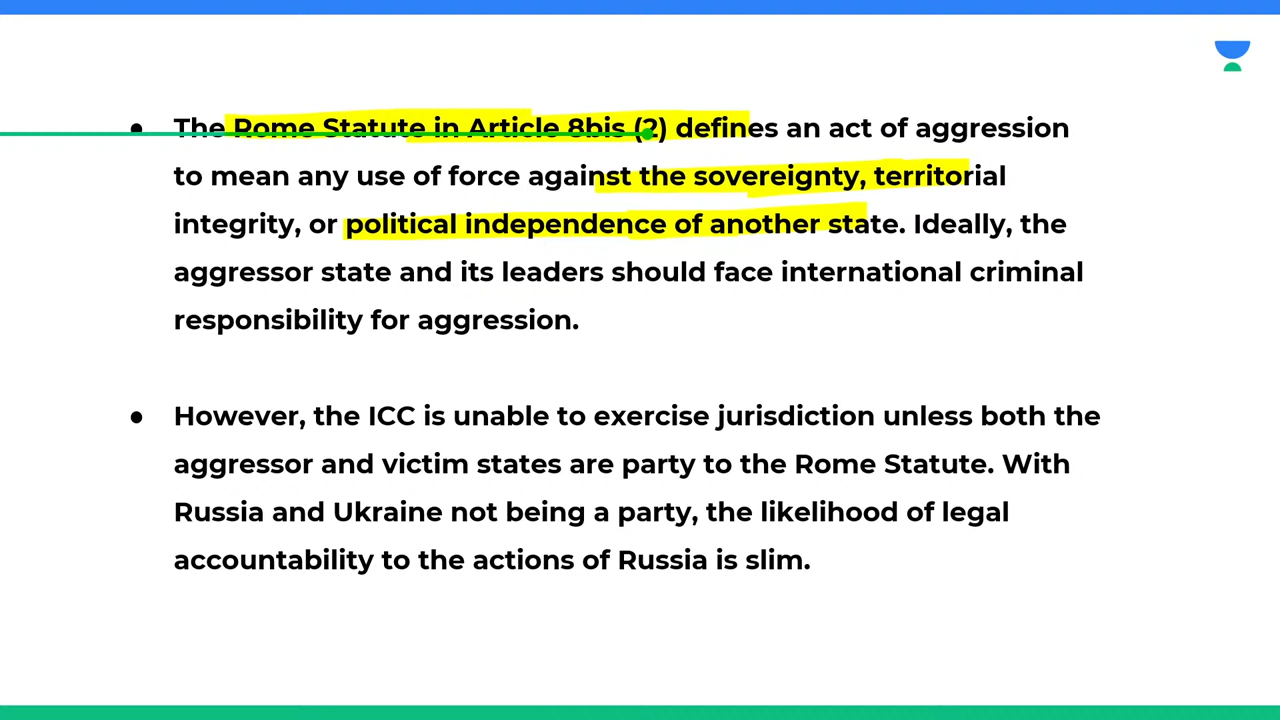 ● The Rome Statute in Article 8bis (2) defines an act of aggression
to mean any use of force against the sovereignty, territorial
integrity, or political independence of another state. Ideally, the
aggressor state and its leaders should face international criminal
responsibility for aggression.
● However, the ICC is unable to exercise jurisdiction unless both the
aggressor and victim states are party to the Rome Statute. With
Russia and Ukraine not being a party, the likelihood of legal
accountability to the actions of Russia is slim.